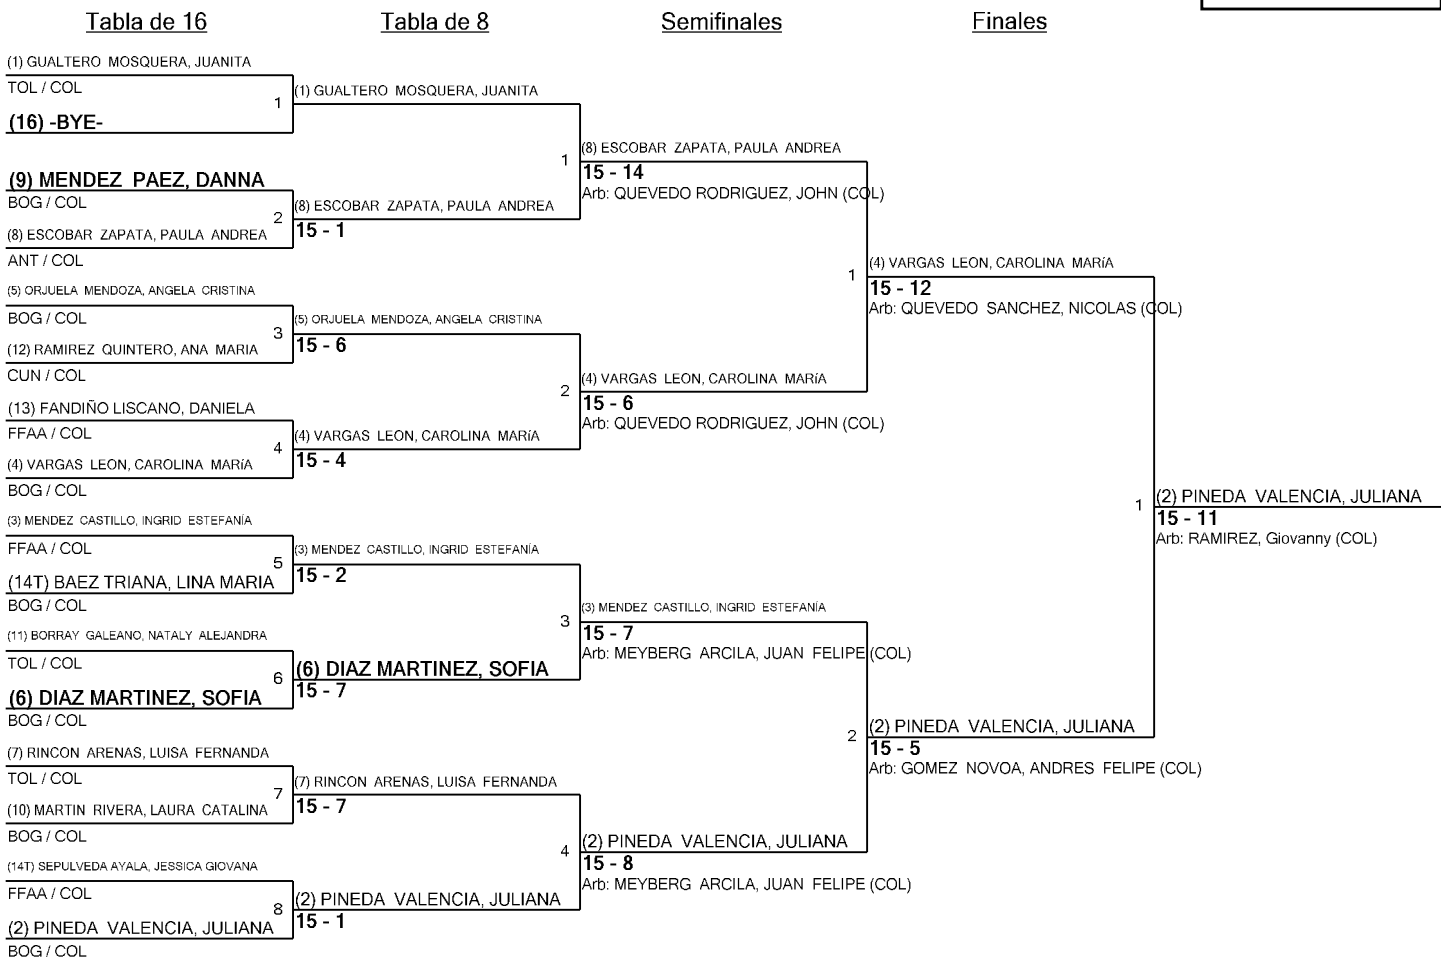 Tabla de 16
Tabla de 8
Semifinales
Finales
(1) GUALTERO MOSQUERA, JUANITA
TOL / COL
1
(16) -BYE-
(9) MENDEZ PAEZ, DANNA
BOG / COL
2
(8) ESCOBAR ZAPATA, PAULA ANDREA
ANT / COL
(5) ORJUELA MENDOZA, ANGELA CRISTINA
BOG / COL
3
(12) RAMIREZ QUINTERO, ANA MARIA
CUN / COL
(13) FANDIÑO LISCANO, DANIELA
FFAA / COL
4
(4) VARGAS LEON, CAROLINA MARíA
BOG / COL
(3) MENDEZ CASTILLO, INGRID ESTEFANÍA
FFAA / COL
5
(14T) BAEZ TRIANA, LINA MARIA
BOG / COL
(11) BORRAY GALEANO, NATALY ALEJANDRA
TOL / COL
6
(6) DIAZ MARTINEZ, SOFIA
BOG / COL
(7) RINCON ARENAS, LUISA FERNANDA
TOL / COL
7
(10) MARTIN RIVERA, LAURA CATALINA
BOG / COL
(14T) SEPULVEDA AYALA, JESSICA GIOVANA
FFAA / COL
8
(2) PINEDA VALENCIA, JULIANA
BOG / COL
(1) GUALTERO MOSQUERA, JUANITA
1
(8) ESCOBAR ZAPATA, PAULA ANDREA
15 - 1
(5) ORJUELA MENDOZA, ANGELA CRISTINA
15 - 6
2
(4) VARGAS LEON, CAROLINA MARíA
15 - 4
(3) MENDEZ CASTILLO, INGRID ESTEFANÍA
15 - 2
3
(6) DIAZ MARTINEZ, SOFIA
15 - 7
(7) RINCON ARENAS, LUISA FERNANDA
15 - 7
4
(2) PINEDA VALENCIA, JULIANA
15 - 1
(8) ESCOBAR ZAPATA, PAULA ANDREA
15 - 14
Arb: QUEVEDO RODRIGUEZ, JOHN (COL)
1
(4) VARGAS LEON, CAROLINA MARíA
15 - 6
Arb: QUEVEDO RODRIGUEZ, JOHN (COL)
(3) MENDEZ CASTILLO, INGRID ESTEFANÍA
15 - 7
Arb: MEYBERG ARCILA, JUAN FELIPE (COL)
2
(2) PINEDA VALENCIA, JULIANA
15 - 8
Arb: MEYBERG ARCILA, JUAN FELIPE (COL)
(4) VARGAS LEON, CAROLINA MARíA
15 - 12
Arb: QUEVEDO SANCHEZ, NICOLAS (COL)
1
(2) PINEDA VALENCIA, JULIANA
15 - 5
Arb: GOMEZ NOVOA, ANDRES FELIPE (COL)
(2) PINEDA VALENCIA, JULIANA
15 - 11
Arb: RAMIREZ, Giovanny (COL)